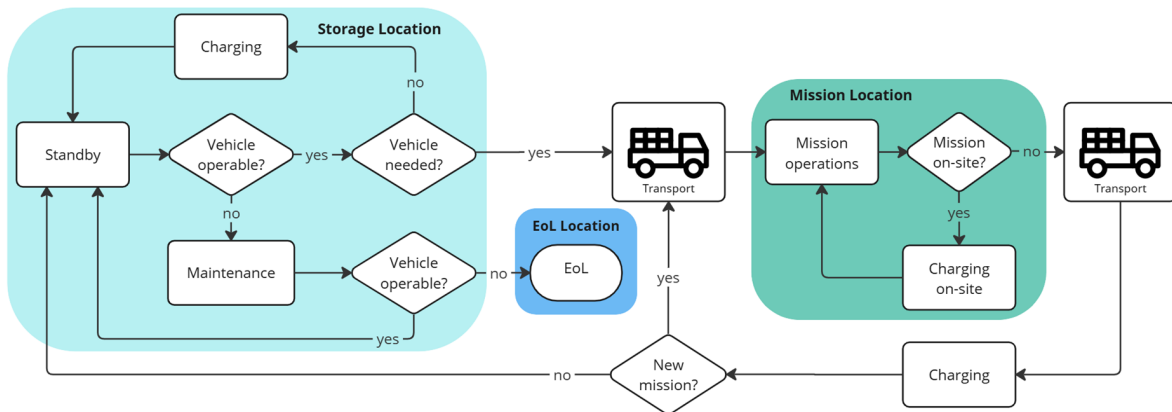 Storage Location
Charging
no
Standby
Vehicle
operable?
yes
Vehicle
needed?
yes
no
Maintenance
Vehicle
operable?
no
yes
EoL Location
EoL
Transport
Mission Location
Mission
operations
Mission
on-site?
no
yes
Charging
on-site
Transport
Charging
New
mission?
yes
no